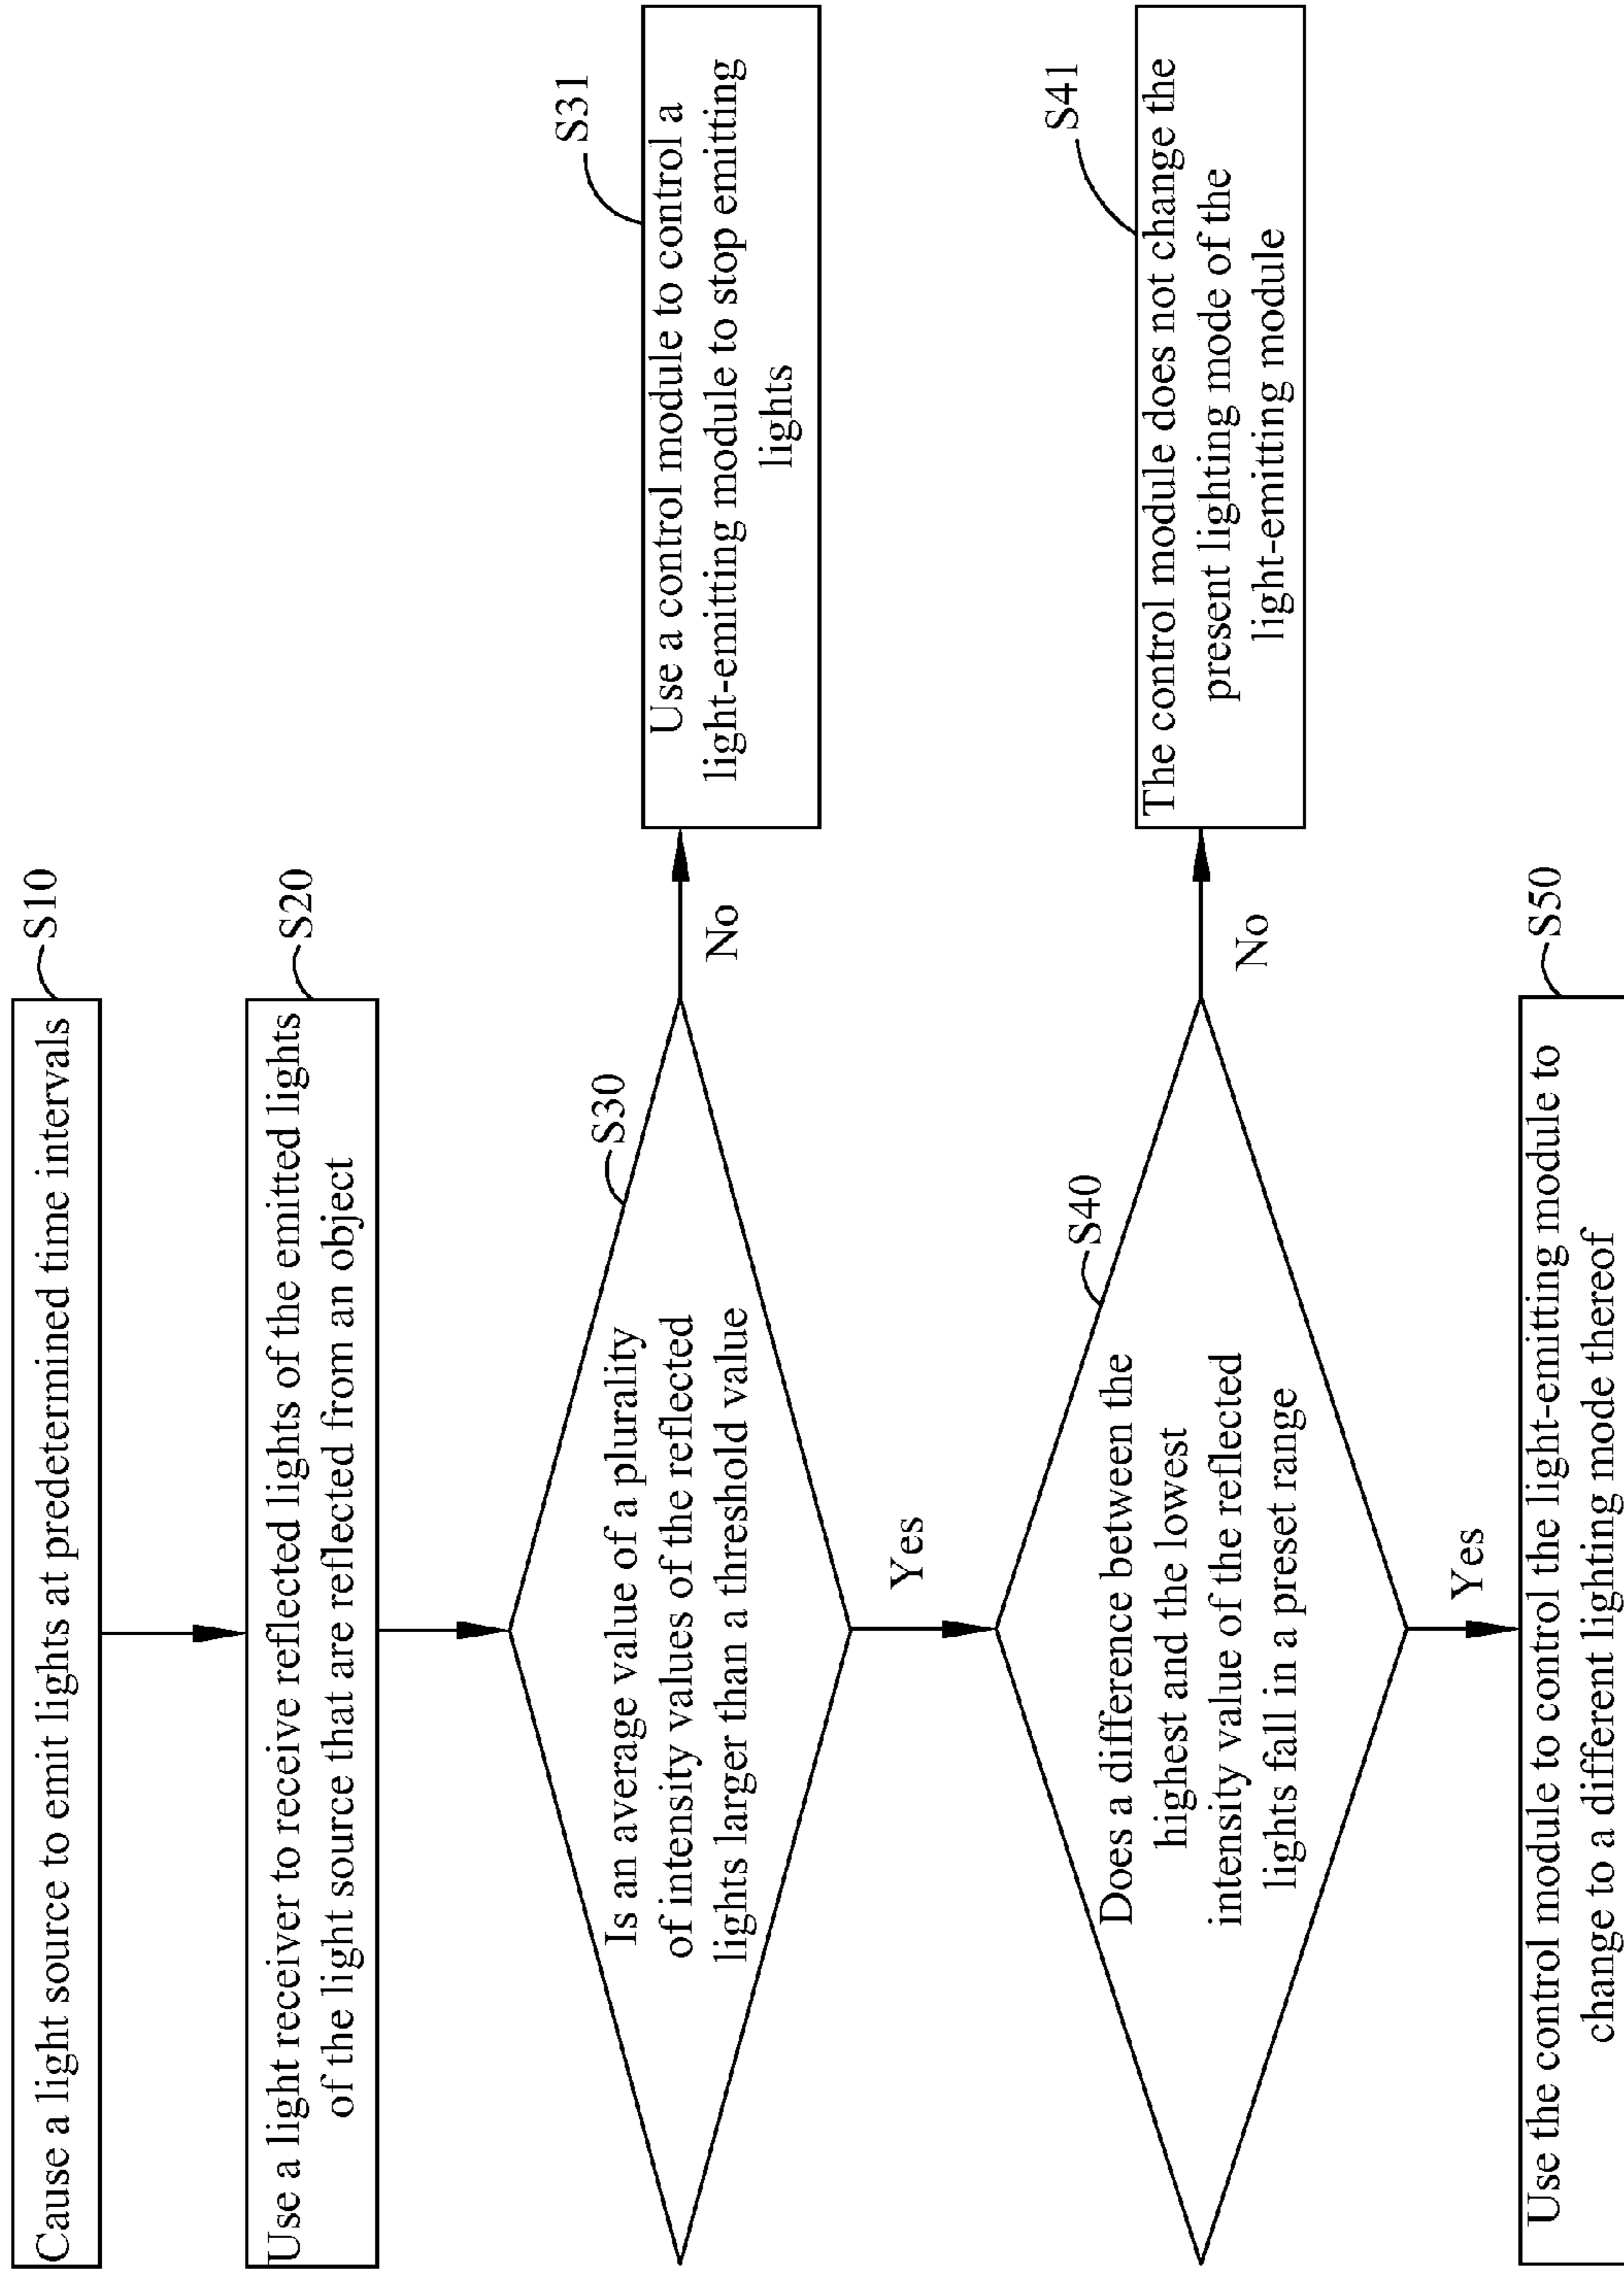 S10
Cause a light source to emit lights at predetermined time intervals
S20
Use a light receiver to receive reflected lights of the emitted lights
of the light source that are reflected from an object
S30
Is an average value of a plurality
of intensity values of the reflected
lights larger than a threshold value
No
S31
Use a control module to control a
light-emitting module to stop emitting
lights
Yes
S40
Does a difference between the
highest and the lowest
intensity value of the reflected
lights fall in a preset range
No
S41
The control module does not change the
present lighting mode of the
light-emitting module
Yes
S50
Use the control module to control the light-emitting module to
change to a different lighting mode thereof